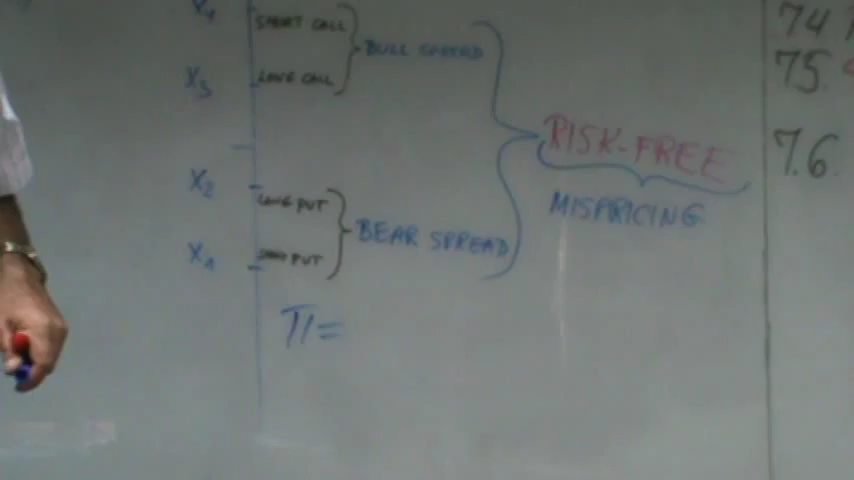 X4 SHORT CALL
BULL SPREAD
X3 LONG CALL
RISK-FREE
MISPRICING
X2 LONG PUT
BEAR SPREAD
X1 SHORT PUT
π=
74
75.
7.6.